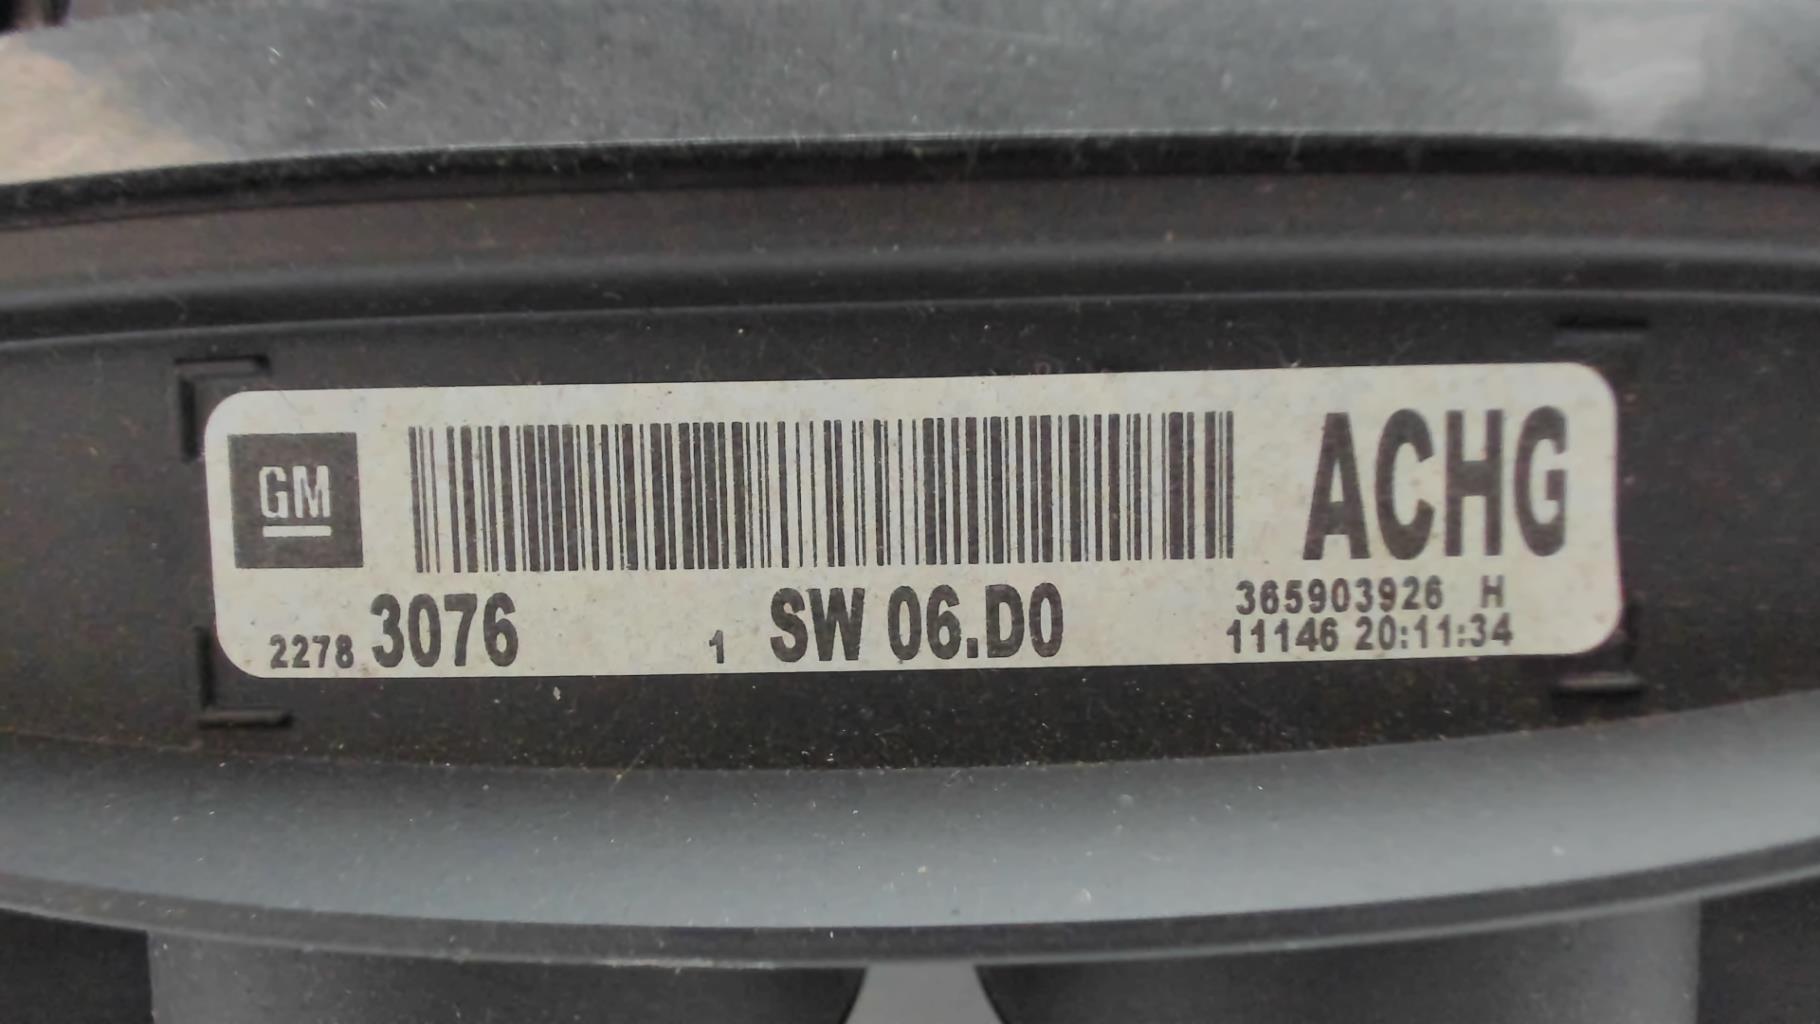 GM
ACHG
2278 3076 1 SW 06.D0
365903926 H
11146 20:11:34